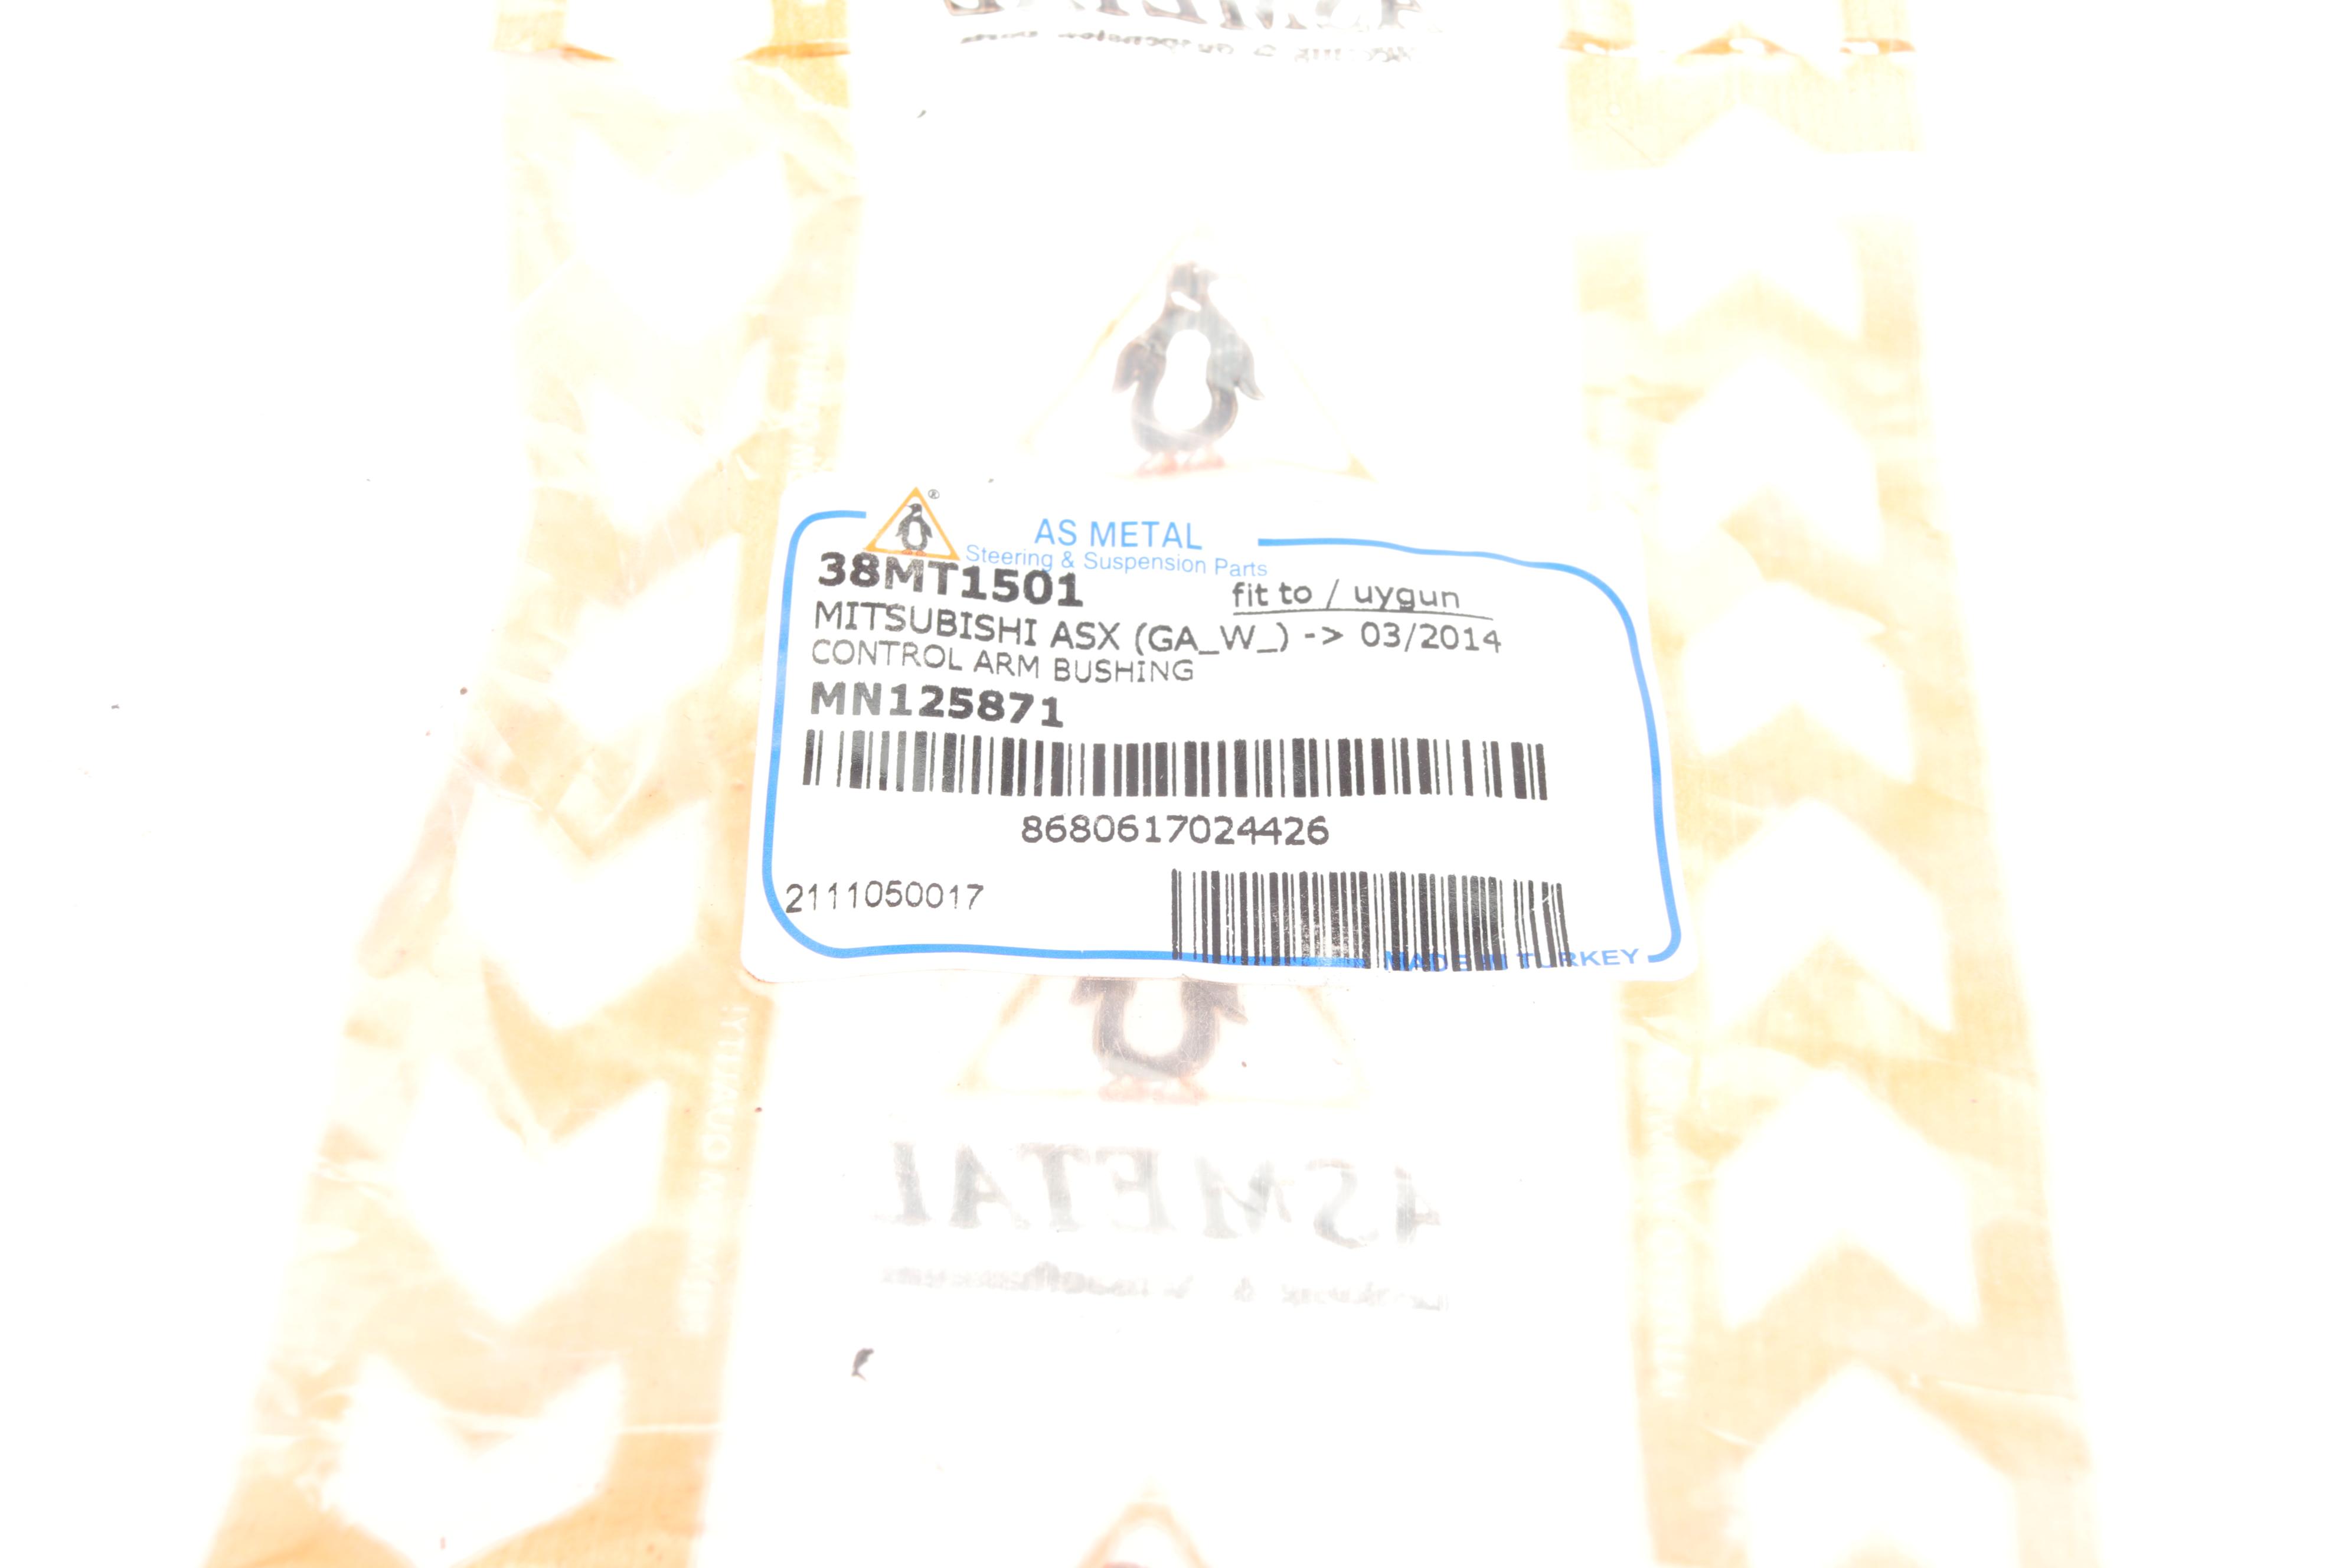 AS METAL
Steering & Suspension Parts
38MT1501
fit to / uygun
MITSUBISHI ASX (GA_W_) -> 03/2014
CONTROL ARM BUSHING
MN125871
8680617024426
2111050017
MADE IN TURKEY
ASMETAL